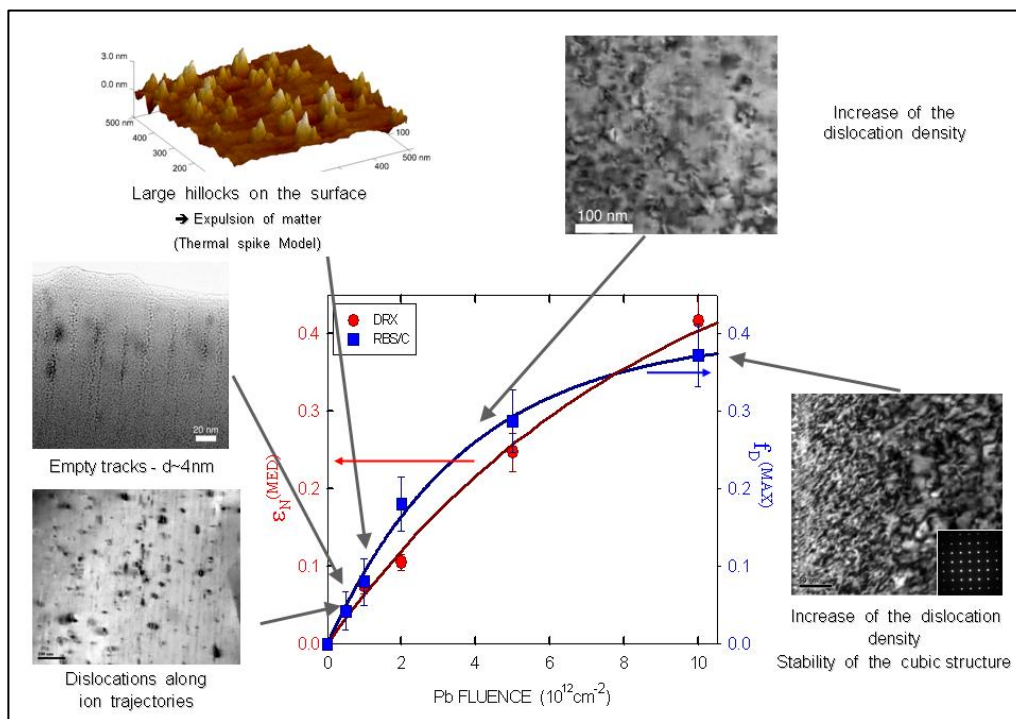 3.0 nm
0.0 nm
500 nm
400
300
200
100
500 nm
400
200
Large hillocks on the surface
➔ Expulsion of matter
(Thermal spike Model)
100 nm
Increase of the
dislocation density
20 nm
Empty tracks - d~4nm
Dislocations along
ion trajectories
DRX
RBS/C
0.4
0.3
0.2
0.1
0.0
εN(MED)
0.4
0.3
0.2
0.1
0.0
fD(MAX)
0 2 4 6 8 10
Pb FLUENCE (10¹²cm⁻²)
Increase of the dislocation
density
Stability of the cubic structure